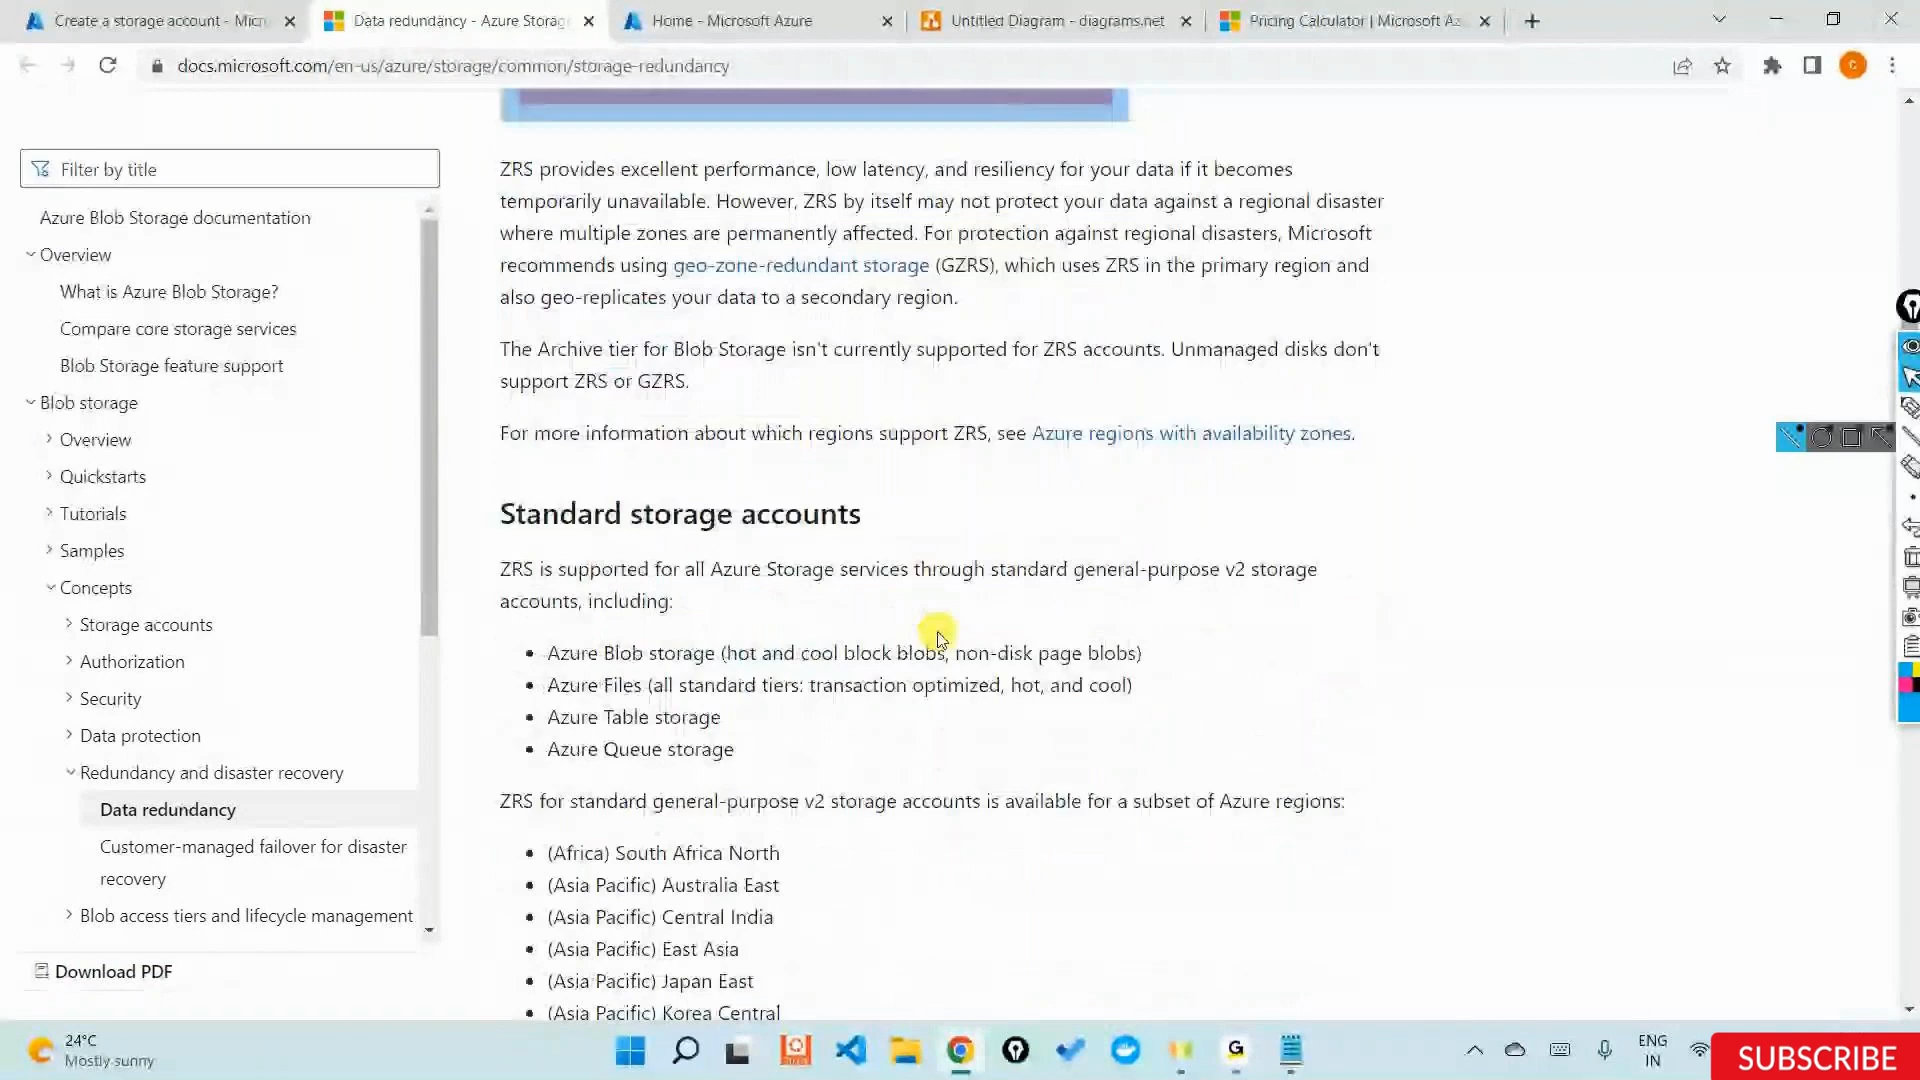 Create a storage account - Micr
Data redundancy - Azure Storag
Home - Microsoft Azure
Untitled Diagram - diagrams.net
Pricing Calculator | Microsoft Az
docs.microsoft.com/en-us/azure/storage/common/storage-redundancy
C
Filter by title
Azure Blob Storage documentation
Overview
What is Azure Blob Storage?
Compare core storage services
Blob Storage feature support
Blob storage
Overview
Quickstarts
Tutorials
Samples
Concepts
Storage accounts
Authorization
Security
Data protection
Redundancy and disaster recovery
Data redundancy
Customer-managed failover for disaster
recovery
Blob access tiers and lifecycle management
Download PDF
ZRS provides excellent performance, low latency, and resiliency for your data if it becomes
temporarily unavailable. However, ZRS by itself may not protect your data against a regional disaster
where multiple zones are permanently affected. For protection against regional disasters, Microsoft
recommends using geo-zone-redundant storage (GZRS), which uses ZRS in the primary region and
also geo-replicates your data to a secondary region.
The Archive tier for Blob Storage isn't currently supported for ZRS accounts. Unmanaged disks don't
support ZRS or GZRS.
For more information about which regions support ZRS, see Azure regions with availability zones.
Standard storage accounts
ZRS is supported for all Azure Storage services through standard general-purpose v2 storage
accounts, including:
• Azure Blob storage (hot and cool block blobs, non-disk page blobs)
• Azure Files (all standard tiers: transaction optimized, hot, and cool)
• Azure Table storage
• Azure Queue storage
ZRS for standard general-purpose v2 storage accounts is available for a subset of Azure regions:
• (Africa) South Africa North
• (Asia Pacific) Australia East
• (Asia Pacific) Central India
• (Asia Pacific) East Asia
• (Asia Pacific) Japan East
• (Asia Pacific) Korea Central
24°C
Mostly sunny
G
ENG
IN
SUBSCRIBE